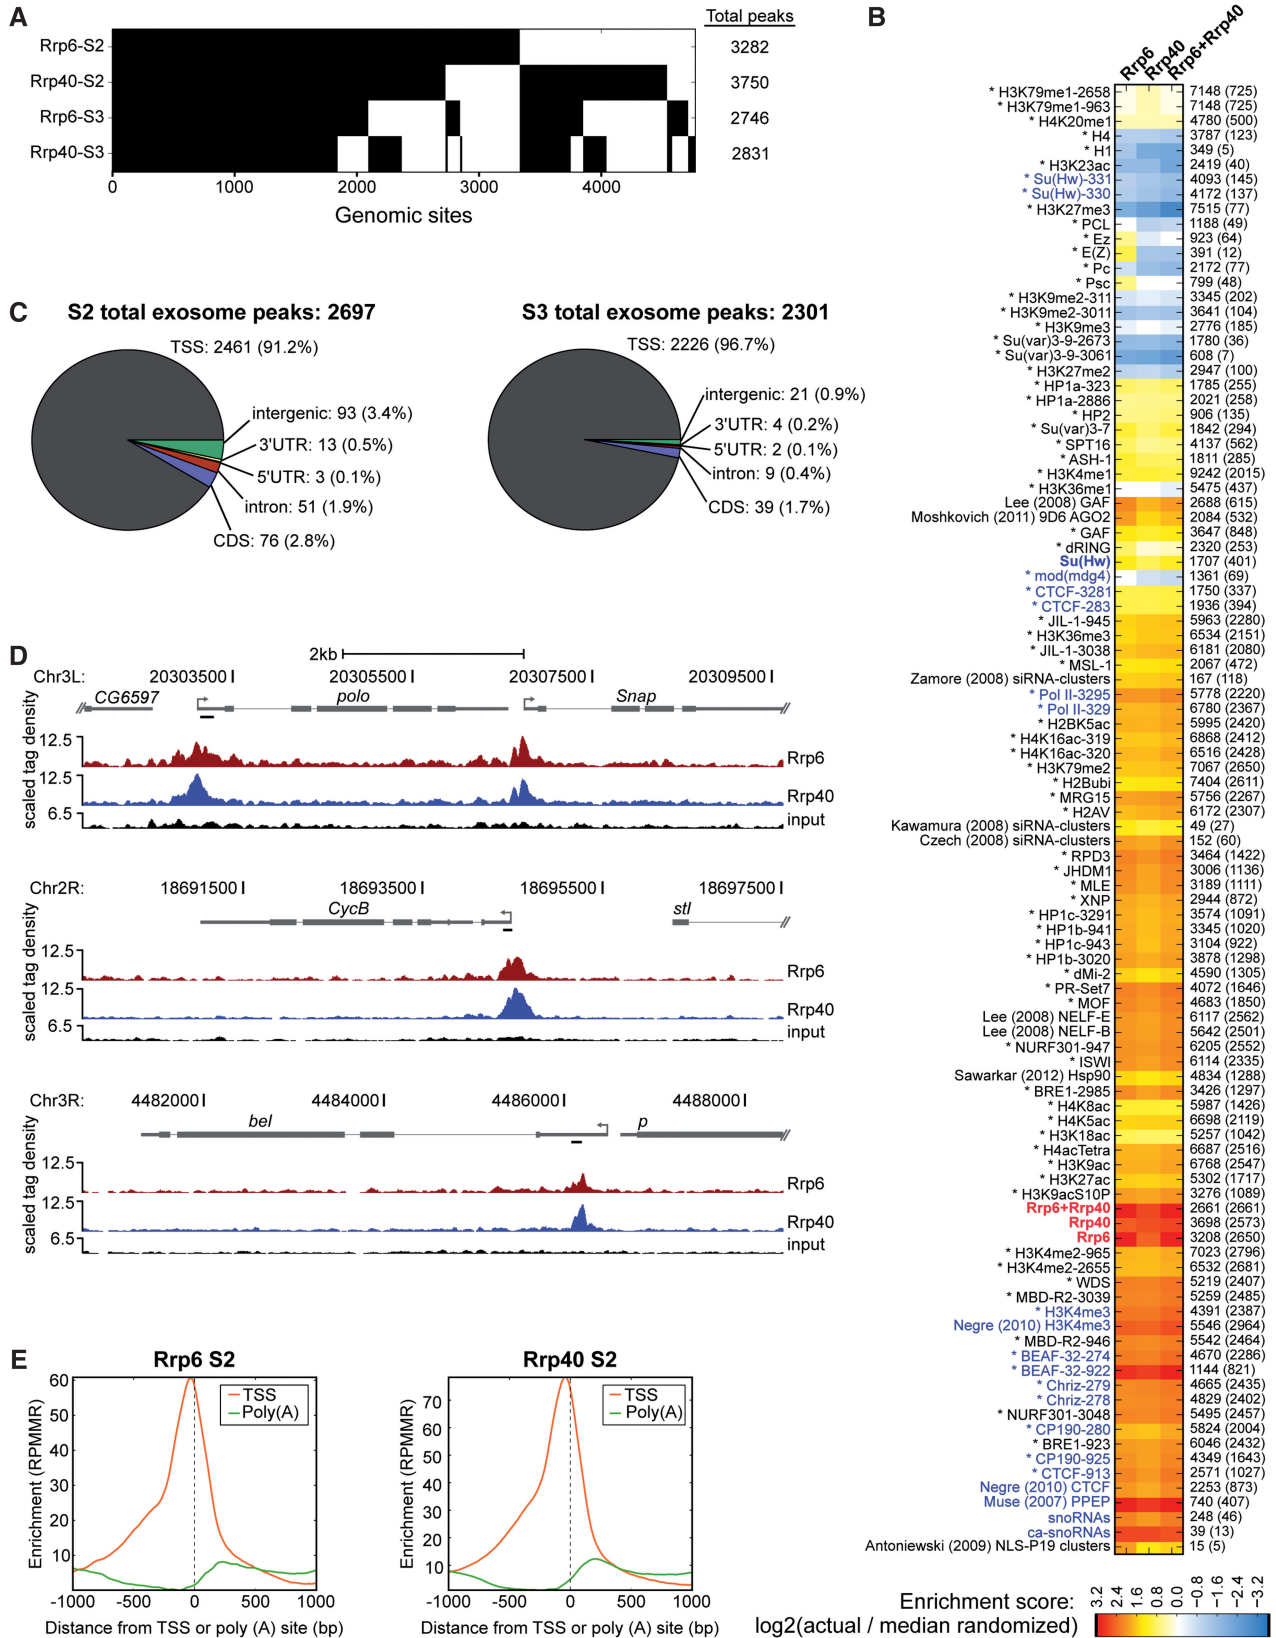 A
Total peaks
Rrp6-S2
3282
Rrp40-S2
3750
Rrp6-S3
2746
Rrp40-S3
2831
0 1000 2000 3000 4000
Genomic sites
B
Rrp6 Rrp40 Rrp6+Rrp40
* H3K79me1-2658 7148 (725)
* H3K79me1-963 7148 (725)
* H4K20me1 4780 (500)
* H4 3787 (123)
* H1 349 (5)
* H3K23ac 2419 (40)
* Su(Hw)-331 4093 (145)
* Su(Hw)-330 4172 (137)
* H3K27me3 7515 (77)
* PCL 1188 (49)
* Ez 923 (64)
* E(Z) 391 (12)
* Pc 2172 (77)
* Psc 799 (48)
* H3K9me2-311 3345 (202)
* H3K9me2-3011 3641 (104)
* H3K9me3 2776 (185)
* Su(var)3-9-2673 1780 (36)
* Su(var)3-9-3061 608 (7)
* H3K27me2 2947 (100)
* HP1a-323 1785 (255)
* HP1a-2886 2021 (258)
* HP2 906 (135)
* Su(var)3-7 1842 (294)
* SPT16 4137 (562)
* ASH-1 1811 (285)
* H3K4me1 9242 (2015)
* H3K36me1 5475 (437)
Lee (2008) GAF 2688 (615)
Moshkovich (2011) 9D6 AGO2 2084 (532)
* GAF 3647 (848)
* dRING 2320 (253)
Su(Hw) 1707 (401)
* mod(mdg4) 1361 (69)
* CTCF-3281 1750 (337)
* CTCF-283 1936 (394)
* JIL-1-945 5963 (2280)
* H3K36me3 6534 (2151)
* JIL-1-3038 6181 (2080)
* MSL-1 2067 (472)
Zamore (2008) siRNA-clusters 167 (118)
* Pol II-3295 5778 (2220)
* Pol II-329 6780 (2367)
* H2BK5ac 5995 (2420)
* H4K16ac-319 6868 (2412)
* H4K16ac-320 6516 (2428)
* H3K79me2 7067 (2650)
* H2Bubi 7404 (2611)
* MRG15 5756 (2267)
* H2AV 6172 (2307)
Kawamura (2008) siRNA-clusters 49 (27)
Czech (2008) siRNA-clusters 152 (60)
* RPD3 3464 (1422)
* JHDM1 3006 (1136)
* MLE 3189 (1111)
* XNP 2944 (872)
* HP1c-3291 3574 (1091)
* HP1b-941 3345 (1020)
* HP1c-943 3104 (922)
* HP1b-3020 3878 (1298)
* dMi-2 4590 (1305)
* PR-Set7 4072 (1646)
* MOF 4683 (1850)
Lee (2008) NELF-E 6117 (2562)
Lee (2008) NELF-B 5642 (2501)
* NURF301-947 6205 (2552)
* ISWI 6114 (2335)
Sawarkar (2012) Hsp90 4834 (1288)
* BRE1-2985 3426 (1297)
* H4K8ac 5987 (1426)
* H4K5ac 6698 (2119)
* H3K18ac 5257 (1042)
* H4acTetra 6687 (2516)
* H3K9ac 6768 (2547)
* H3K27ac 5302 (1717)
* H3K9acS10P 3276 (1089)
Rrp6+Rrp40 2661 (2661)
Rrp40 3698 (2573)
Rrp6 3208 (2650)
* H3K4me2-965 7023 (2796)
* H3K4me2-2655 6532 (2681)
* WDS 5219 (2407)
* MBD-R2-3039 5259 (2485)
* H3K4me3 4391 (2387)
Negre (2010) H3K4me3 5546 (2964)
* MBD-R2-946 5542 (2464)
* BEAF-32-274 4670 (2286)
* BEAF-32-922 1144 (821)
* Chriz-279 4665 (2435)
* Chriz-278 4829 (2402)
* NURF301-3048 5495 (2457)
* CP190-280 5824 (2004)
* BRE1-923 6046 (2432)
* CP190-925 4349 (1643)
* CTCF-913 2571 (1027)
Negre (2010) CTCF 2253 (873)
Muse (2007) PPEP 740 (407)
snoRNAs 248 (46)
ca-snoRNAs 39 (13)
Antoniewski (2009) NLS-P19 clusters 15 (5)
Enrichment score:
log2(actual / median randomized)
3.2 2.4 1.6 0.8 0.0 −0.8 −1.6 −2.4 −3.2
C
S2 total exosome peaks: 2697
TSS: 2461 (91.2%)
intergenic: 93 (3.4%)
3'UTR: 13 (0.5%)
5'UTR: 3 (0.1%)
intron: 51 (1.9%)
CDS: 76 (2.8%)
S3 total exosome peaks: 2301
TSS: 2226 (96.7%)
intergenic: 21 (0.9%)
3'UTR: 4 (0.2%)
5'UTR: 2 (0.1%)
intron: 9 (0.4%)
CDS: 39 (1.7%)
D
2kb
Chr3L: 20303500 20305500 20307500 20309500
CG6597 polo Snap
scaled tag density
12.5 Rrp6
12.5 Rrp40
6.5 input
Chr2R: 18691500 18693500 18695500 18697500
CycB stl
scaled tag density
12.5 Rrp6
12.5 Rrp40
6.5 input
Chr3R: 4482000 4484000 4486000 4488000
bel p
scaled tag density
12.5 Rrp6
12.5 Rrp40
6.5 input
E
Rrp6 S2
Enrichment (RPMMR)
60
50
40
30
20
10
TSS
Poly(A)
-1000 -500 0 500 1000
Distance from TSS or poly (A) site (bp)
Rrp40 S2
Enrichment (RPMMR)
70
60
50
40
30
20
10
TSS
Poly(A)
-1000 -500 0 500 1000
Distance from TSS or poly (A) site (bp)